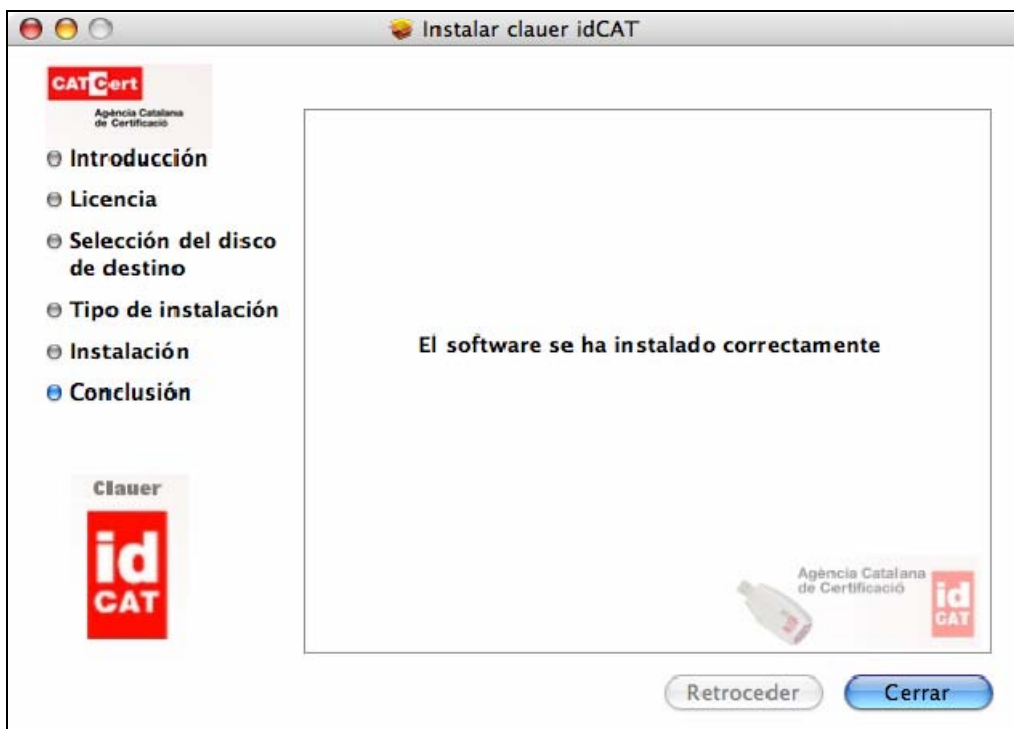 Instalar clauer idCAT
CATCert
Agència Catalana
de Certificació
Introducción
Licencia
Selección del disco
de destino
Tipo de instalación
Instalación
Conclusión
El software se ha instalado correctamente
Clauer
id
CAT
Agència Catalana
de Certificació
id
CAT
Retroceder
Cerrar